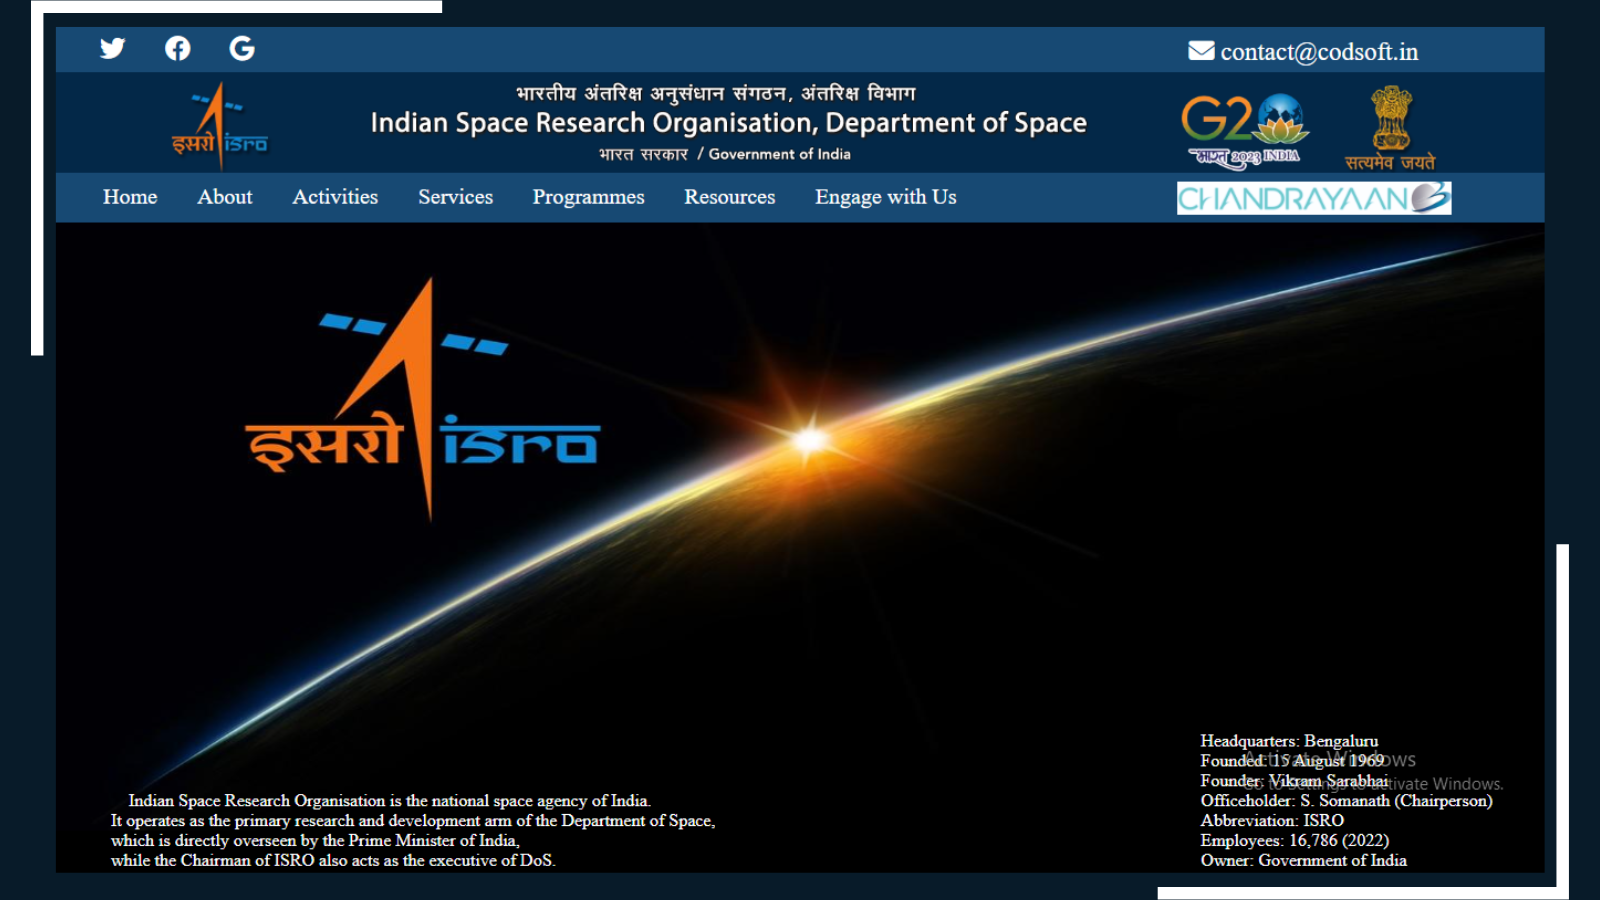 contact@codsoft.in
इसरो isro
भारतीय अंतरिक्ष अनुसंधान संगठन, अंतरिक्ष विभाग
Indian Space Research Organisation, Department of Space
भारत सरकार / Government of India
G20
भारत 2023 INDIA
सत्यमेव जयते
Home About Activities Services Programmes Resources Engage with Us
CHANDRAYAAN 3
इसरो isro
Indian Space Research Organisation is the national space agency of India.
It operates as the primary research and development arm of the Department of Space,
which is directly overseen by the Prime Minister of India,
while the Chairman of ISRO also acts as the executive of DoS.
Headquarters: Bengaluru
Founded: 15 August 1969
Founder: Vikram Sarabhai
Officeholder: S. Somanath (Chairperson)
Abbreviation: ISRO
Employees: 16,786 (2022)
Owner: Government of India
Activate Windows
Go to Settings to activate Windows.